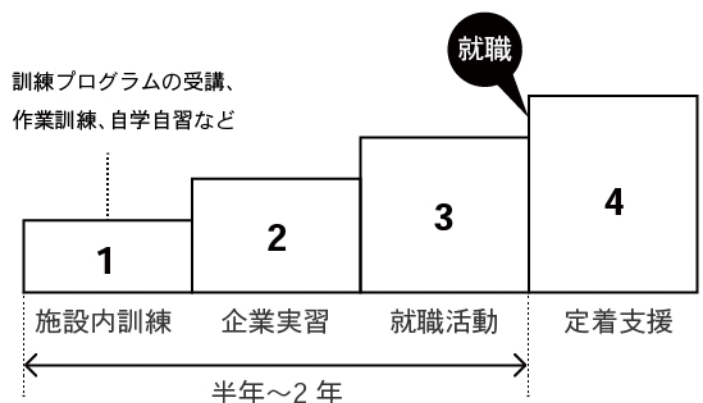 就職
訓練プログラムの受講、
作業訓練、自学自習など
1
2
3
4
施設内訓練
企業実習
就職活動
定着支援
半年～2 年